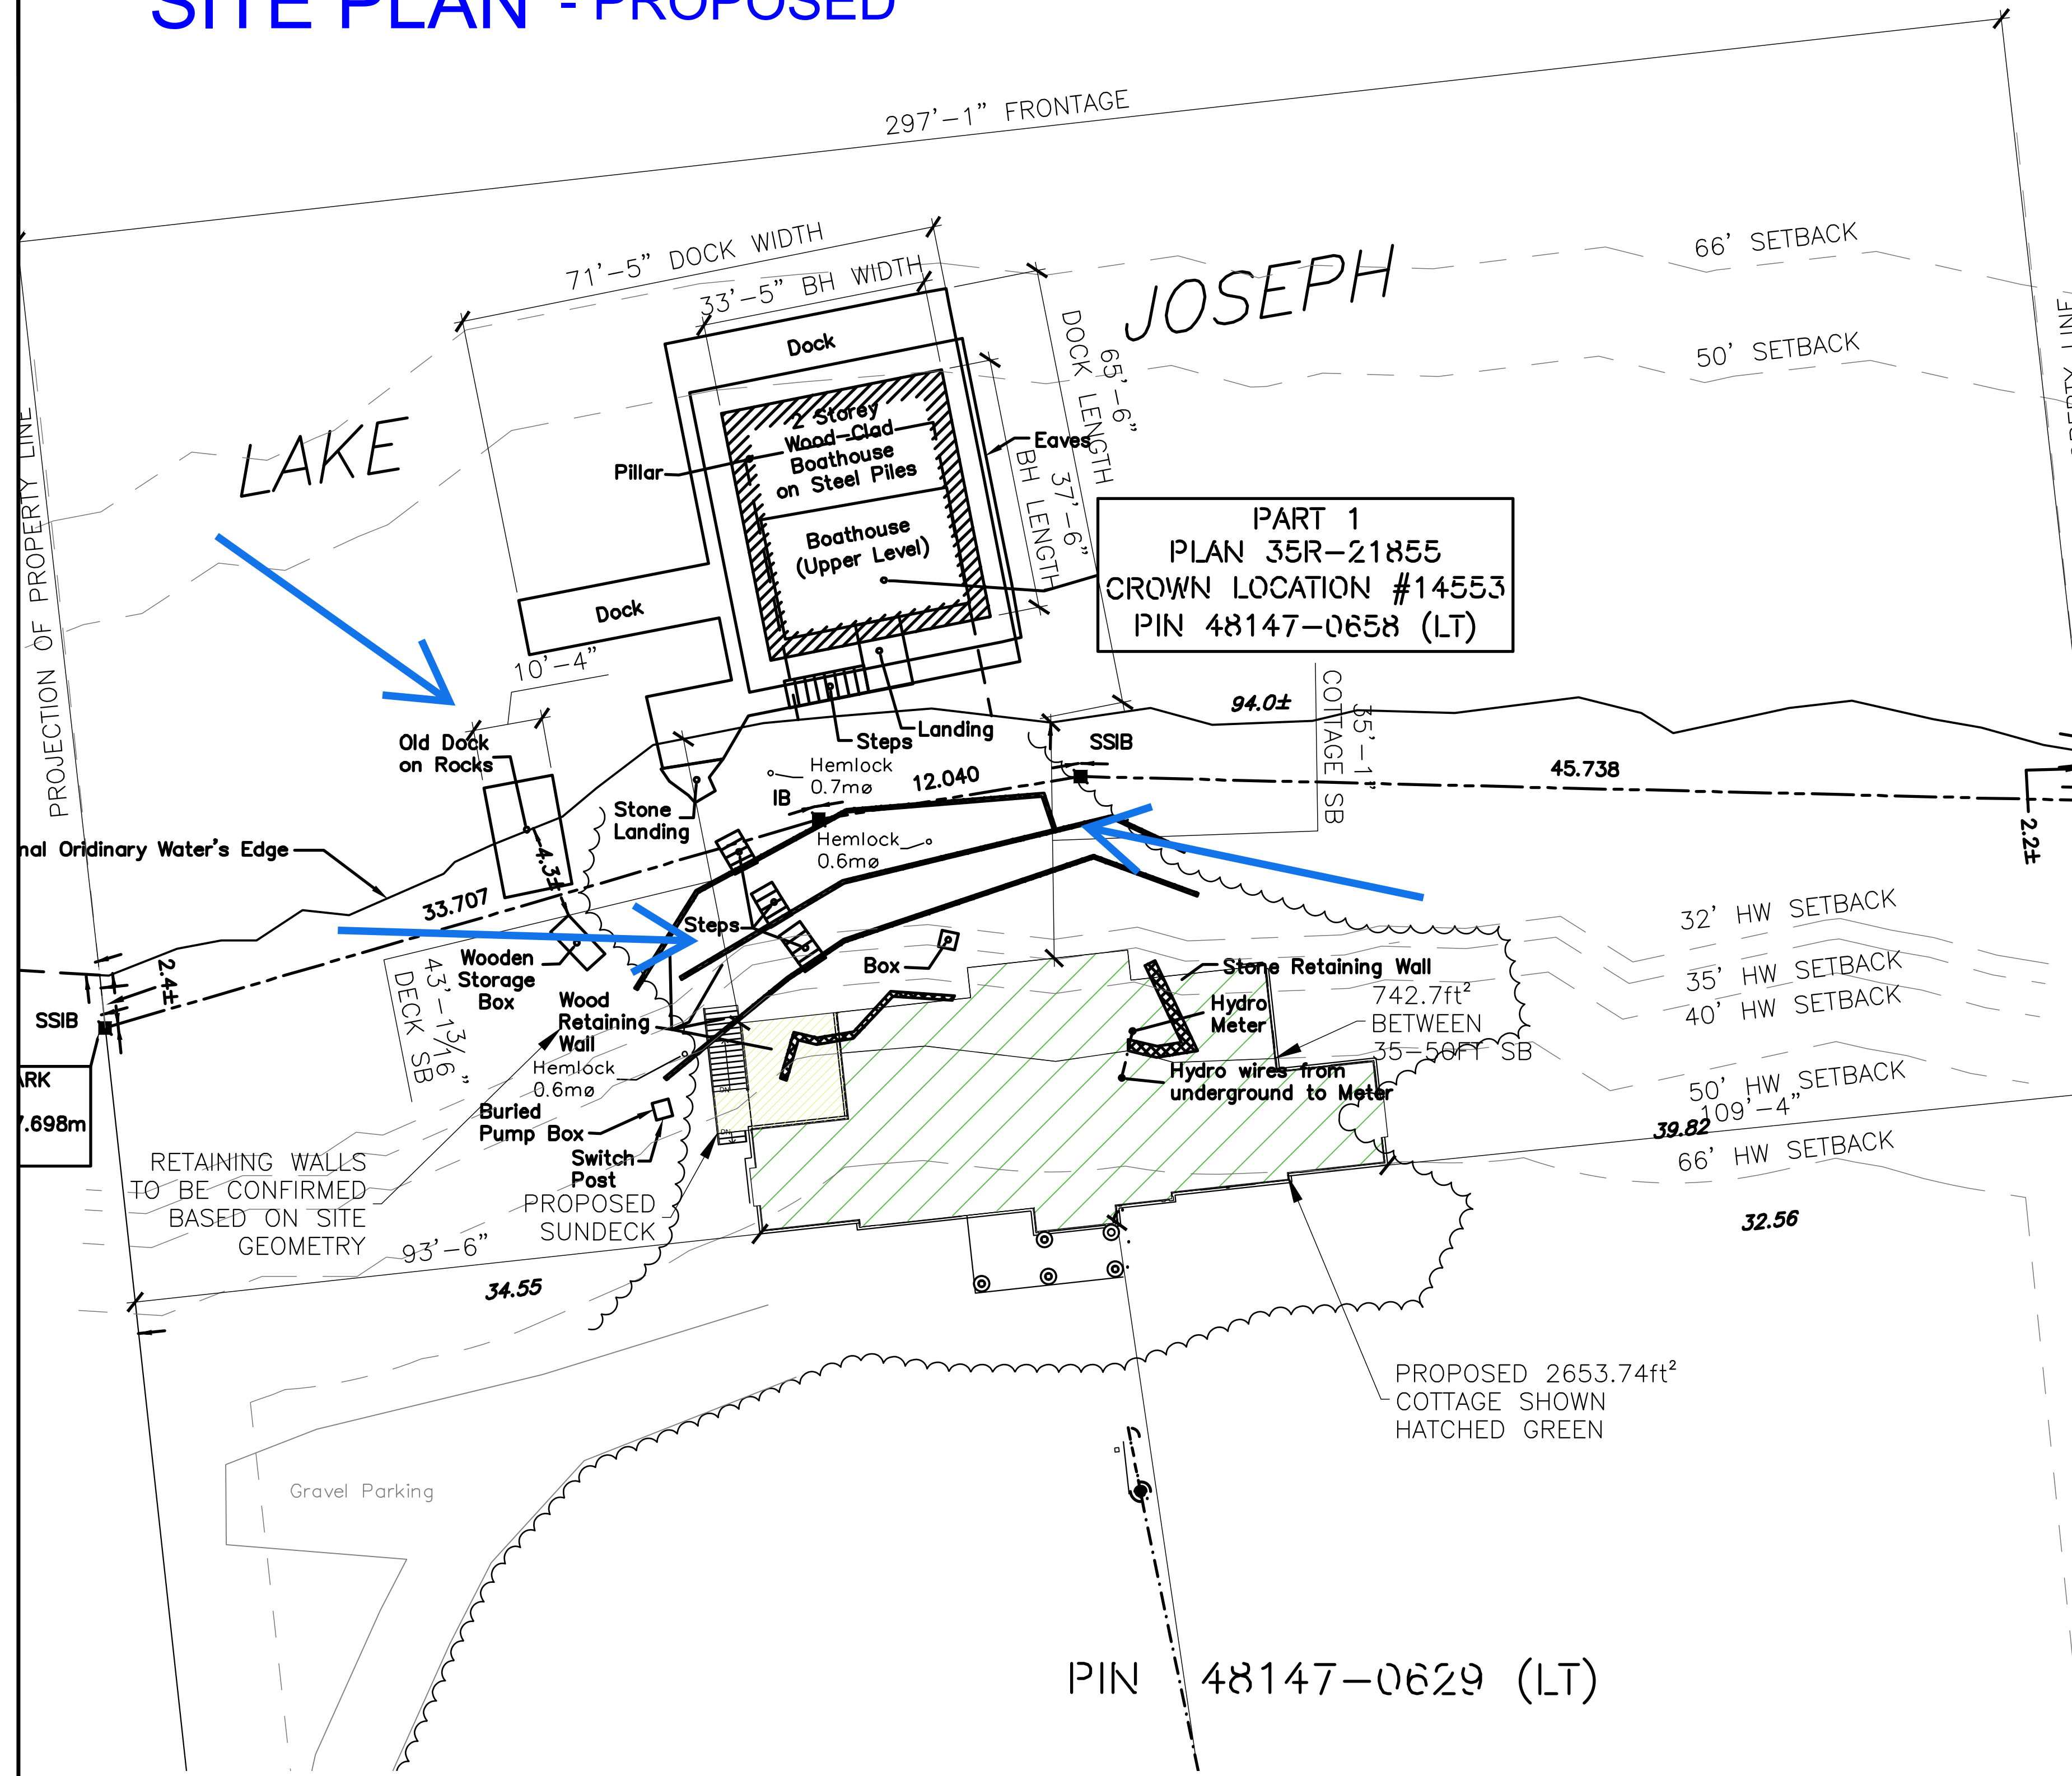 SITE PLAN - PROPOSED
297'-1" FRONTAGE
71'-5" DOCK WIDTH
33'-5" BH WIDTH
LAKE JOSEPH
66' SETBACK
50' SETBACK
PROJECTION OF PROPERTY LINE
Dock
65'-6"
DOCK LENGTH
37'-6"
BH LENGTH
2 Storey
Wood-Clad
Boathouse
on Steel Piles
Pillar
Eaves
Boathouse
(Upper Level)
PART 1
PLAN 35R-21855
CROWN LOCATION #14553
PIN 48147-0658 (LT)
Dock
10'-4"
Old Dock
on Rocks
Landing
Steps
94.0±
35'-1"
COTTAGE SB
SSIB
Hemlock
0.7mø
12.040
45.738
IB
Stone
Landing
Hemlock
0.6mø
2.2±
Oridinary Water's Edge
4.3±
33.707
Steps
Box
Wooden
Storage
Box
2.4±
SSIB
43'-13/16"
DECK SB
Wood
Retaining
Wall
Stone Retaining Wall
Hydro
Meter
742.7ft²
BETWEEN
35-50FT SB
32' HW SETBACK
35' HW SETBACK
40' HW SETBACK
50' HW SETBACK
Hemlock
0.6mø
Hydro wires from
underground to Meter
DN
DN
7.698m
Buried
Pump Box
Switch
Post
109'-4"
39.82
66' HW SETBACK
RETAINING WALLS
TO BE CONFIRMED
BASED ON SITE
GEOMETRY
PROPOSED
SUNDECK
93'-6"
34.55
32.56
PROPOSED 2653.74ft²
COTTAGE SHOWN
HATCHED GREEN
Gravel Parking
PIN 48147-0629 (LT)